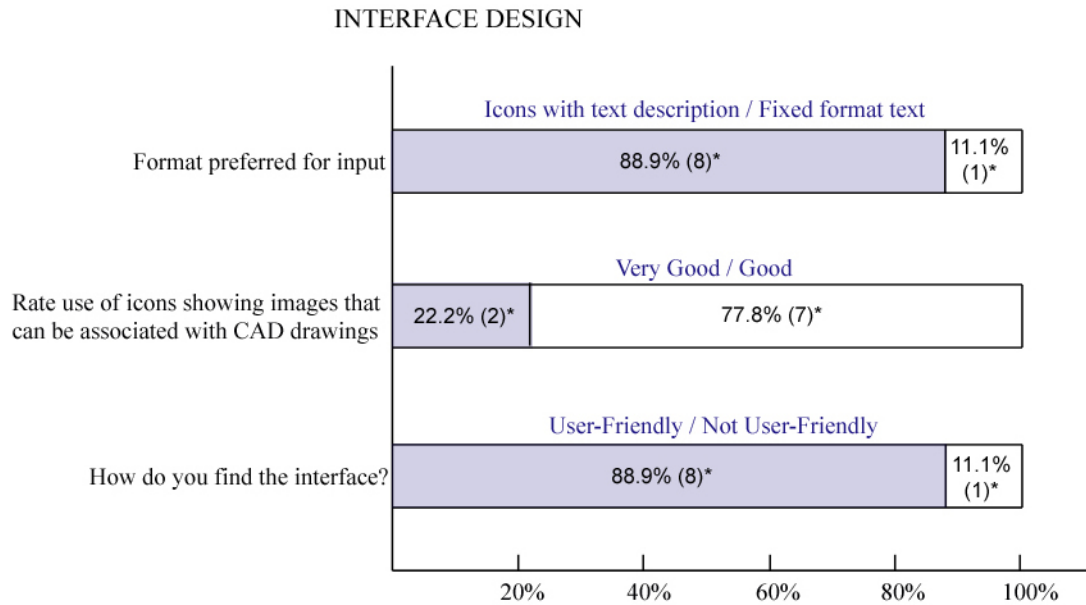 INTERFACE DESIGN
Icons with text description / Fixed format text
Format preferred for input
88.9% (8)*
11.1%
(1)*
Very Good / Good
Rate use of icons showing images that
can be associated with CAD drawings
22.2% (2)*
77.8% (7)*
User-Friendly / Not User-Friendly
How do you find the interface?
88.9% (8)*
11.1%
(1)*
20%
40%
60%
80%
100%